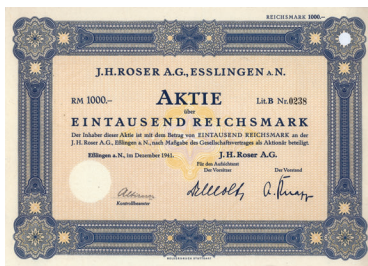 REICHSMARK 1000.–
J.H.ROSER A.G., ESSLINGEN A.N.
RM 1000.– AKTIE Lit.B Nr.0238
über
EINTAUSEND REICHSMARK
Der Inhaber dieser Aktie ist mit dem Betrag von EINTAUSEND REICHSMARK an der
J. H. Roser A.G., Eßlingen a.N., nach Maßgabe des Gesellschaftsvertrages als Aktionär beteiligt.
Eßlingen a. N., im Dezember 1941. J. H. Roser A.G.
Für den Aufsichtsrat
Der Vorsitzer Der Vorstand
Kontrollbeamter